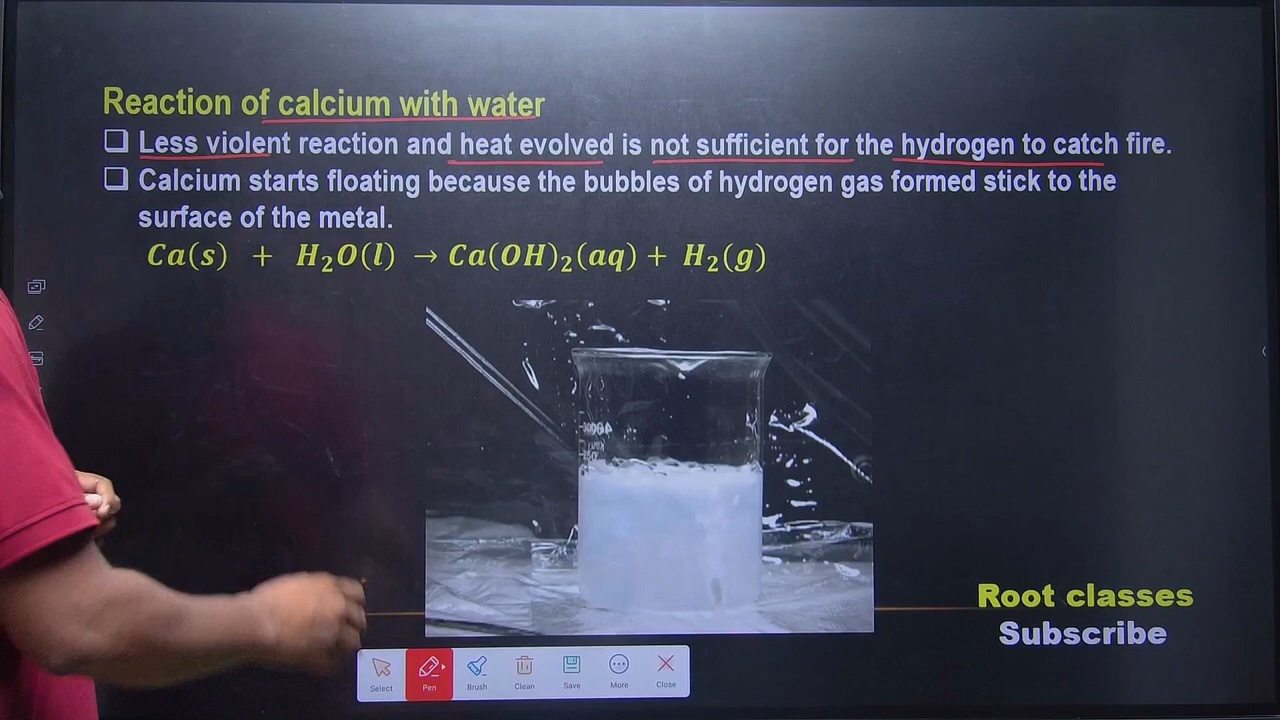 Reaction of calcium with water
❑ Less violent reaction and heat evolved is not sufficient for the hydrogen to catch fire.
❑ Calcium starts floating because the bubbles of hydrogen gas formed stick to the
surface of the metal.
Ca(s) + H₂O(l) → Ca(OH)₂(aq) + H₂(g)
Root classes
Subscribe
Select Pen Brush Clean Save More Close